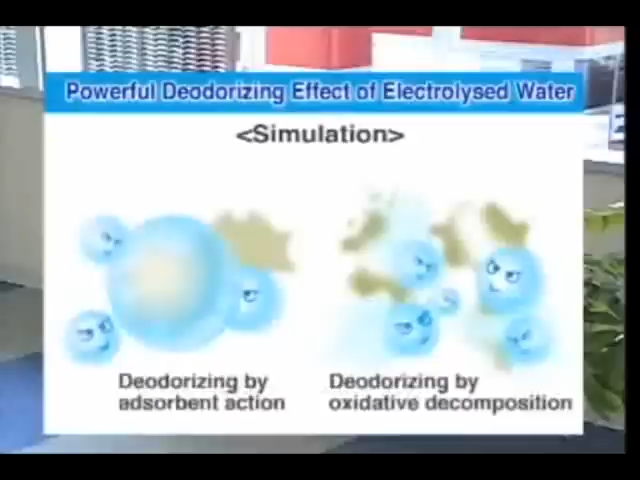 Powerful Deodorizing Effect of Electrolysed Water
<Simulation>
Deodorizing by
adsorbent action
Deodorizing by
oxidative decomposition